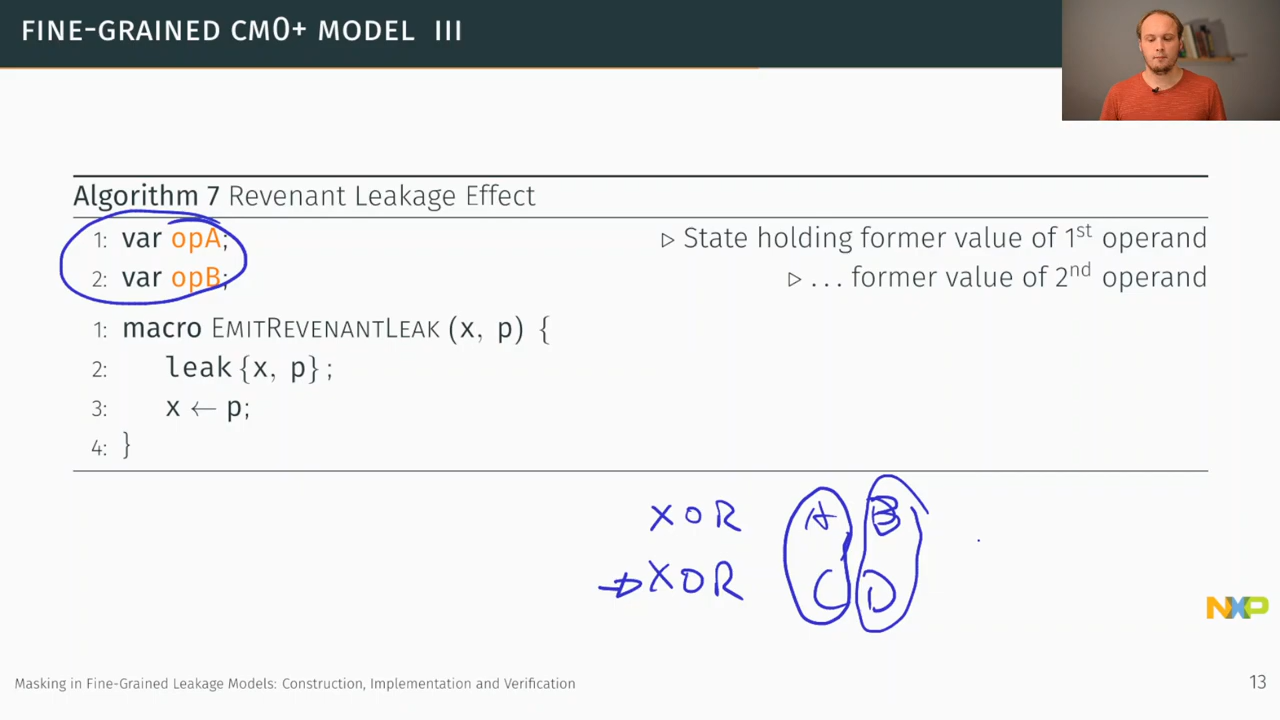 FINE-GRAINED CM0+ MODEL III
Algorithm 7 Revenant Leakage Effect
1: var opA; ▷ State holding former value of 1st operand
2: var opB; ▷ ... former value of 2nd operand
1: macro EMITREVENANTLEAK (x, p) {
2: leak {x, p} ;
3: x ← p;
4: }
XOR A B
→ XOR C D
NXP
Masking in Fine-Grained Leakage Models: Construction, Implementation and Verification
13